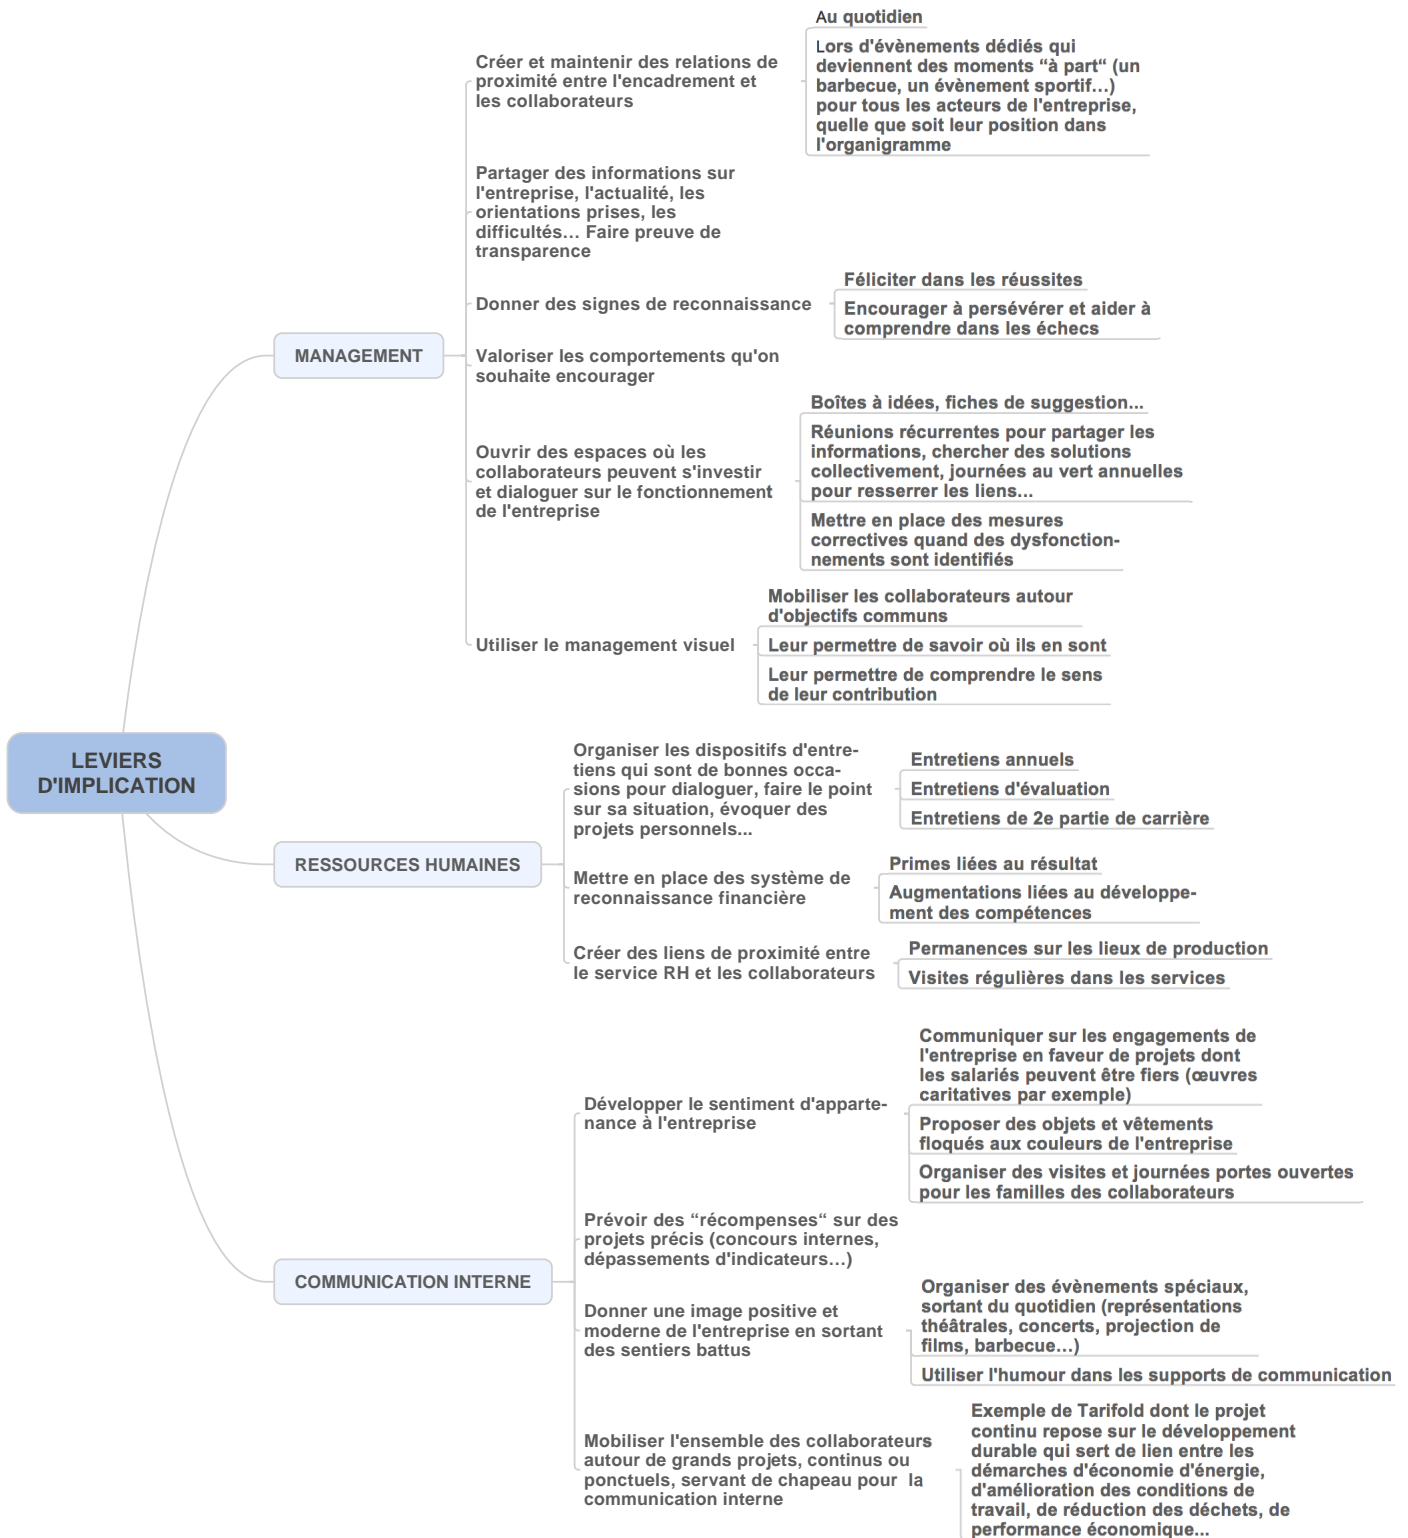 LEVIERS
D'IMPLICATION
MANAGEMENT
Créer et maintenir des relations de
proximité entre l'encadrement et
les collaborateurs
Au quotidien
Lors d'évènements dédiés qui
deviennent des moments “à part“ (un
barbecue, un évènement sportif…)
pour tous les acteurs de l'entreprise,
quelle que soit leur position dans
l'organigramme
Partager des informations sur
l'entreprise, l'actualité, les
orientations prises, les
difficultés… Faire preuve de
transparence
Donner des signes de reconnaissance
Féliciter dans les réussites
Encourager à persévérer et aider à
comprendre dans les échecs
Valoriser les comportements qu'on
souhaite encourager
Ouvrir des espaces où les
collaborateurs peuvent s'investir
et dialoguer sur le fonctionnement
de l'entreprise
Boîtes à idées, fiches de suggestion...
Réunions récurrentes pour partager les
informations, chercher des solutions
collectivement, journées au vert annuelles
pour resserrer les liens...
Mettre en place des mesures
correctives quand des dysfonction-
nements sont identifiés
Utiliser le management visuel
Mobiliser les collaborateurs autour
d'objectifs communs
Leur permettre de savoir où ils en sont
Leur permettre de comprendre le sens
de leur contribution
RESSOURCES HUMAINES
Organiser les dispositifs d'entre-
tiens qui sont de bonnes occa-
sions pour dialoguer, faire le point
sur sa situation, évoquer des
projets personnels...
Entretiens annuels
Entretiens d'évaluation
Entretiens de 2e partie de carrière
Mettre en place des système de
reconnaissance financière
Primes liées au résultat
Augmentations liées au développe-
ment des compétences
Créer des liens de proximité entre
le service RH et les collaborateurs
Permanences sur les lieux de production
Visites régulières dans les services
COMMUNICATION INTERNE
Développer le sentiment d'apparte-
nance à l'entreprise
Communiquer sur les engagements de
l'entreprise en faveur de projets dont
les salariés peuvent être fiers (œuvres
caritatives par exemple)
Proposer des objets et vêtements
floqués aux couleurs de l'entreprise
Organiser des visites et journées portes ouvertes
pour les familles des collaborateurs
Prévoir des “récompenses“ sur des
projets précis (concours internes,
dépassements d'indicateurs…)
Donner une image positive et
moderne de l'entreprise en sortant
des sentiers battus
Organiser des évènements spéciaux,
sortant du quotidien (représentations
théâtrales, concerts, projection de
films, barbecue…)
Utiliser l'humour dans les supports de communication
Mobiliser l'ensemble des collaborateurs
autour de grands projets, continus ou
ponctuels, servant de chapeau pour la
communication interne
Exemple de Tarifold dont le projet
continu repose sur le développement
durable qui sert de lien entre les
démarches d'économie d'énergie,
d'amélioration des conditions de
travail, de réduction des déchets, de
performance économique...